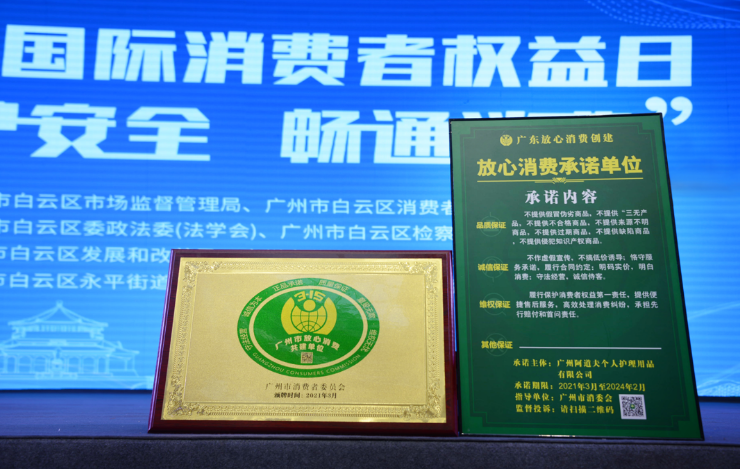 国际消费者权益日
安全 畅通
市白云区市场监督管理局、广州市白云区消费者
市白云区委政法委(法学会)、广州市白云区检察
市白云区发展和改
市白云区永平街道
3·15
广州市放心消费
共建单位
GUANGZHOU CONSUMERS COMMISSION
广州市消费者委员会
颁牌时间：2021年3月
广东放心消费创建
放心消费承诺单位
承诺内容
品质保证
不提供假冒伪劣商品，不提供“三无产
品，不提供不合格商品，不提供来源不明
商品，不提供过期商品，不提供缺陷商品
，不提供侵犯知识产权商品。
诚信保证
不作虚假宣传，不搞低价诱导；恪守服
务承诺，履行合同约定；明码实价，明白
消费；守法经营，诚信待客。
维权保证
履行保护消费者权益第一责任，提供便
捷售后服务，高效处理消费纠纷，承担先
行赔付和首问责任。
其他保证
承诺主体：广州阿道夫个人护理用品
有限公司
承诺期限：2021年3月至2024年2月
指导单位：广州市消委会
监督投诉：请扫描二维码